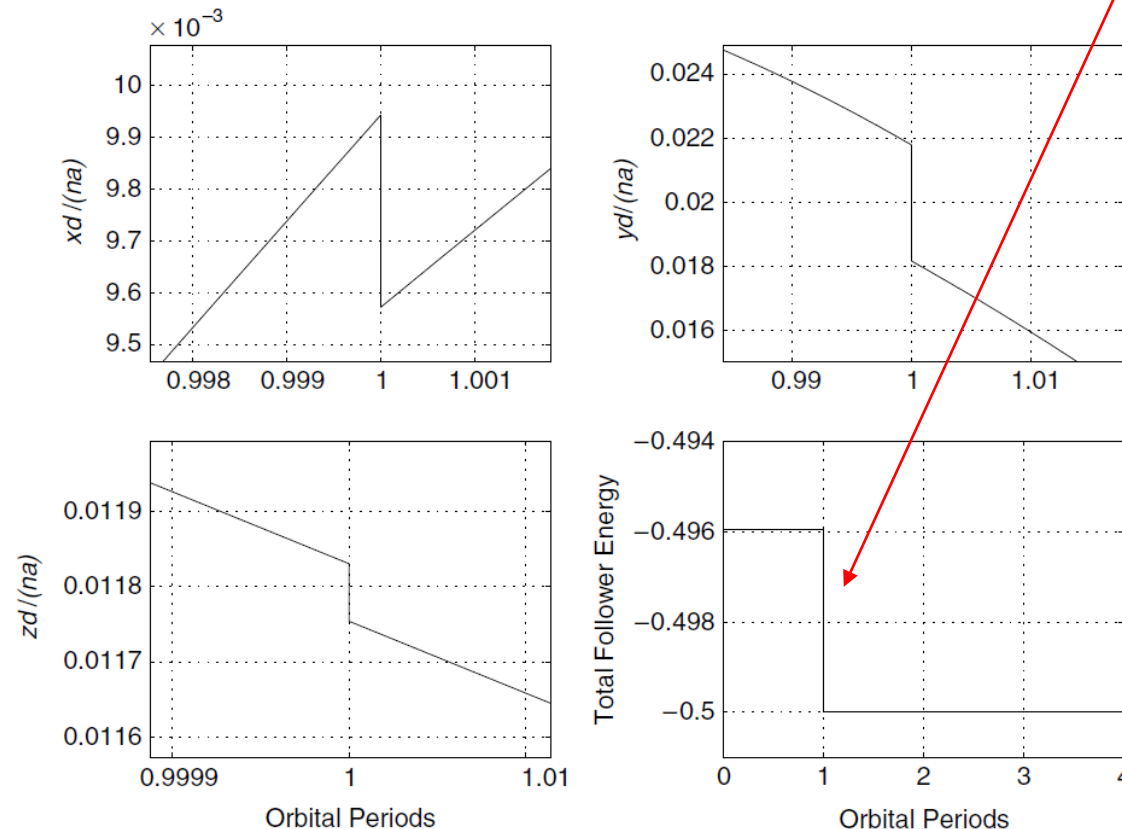 × 10⁻³
10
9.9
9.8
9.7
9.6
9.5
xd /(na)
0.998 0.999 1 1.001
0.024
0.022
0.02
0.018
0.016
yd/(na)
0.99 1 1.01
0.0119
0.0118
0.0117
0.0116
zd /(na)
0.9999 1 1.01
Orbital Periods
−0.494
−0.496
−0.498
−0.5
Total Follower Energy
0 1 2 3 4
Orbital Periods